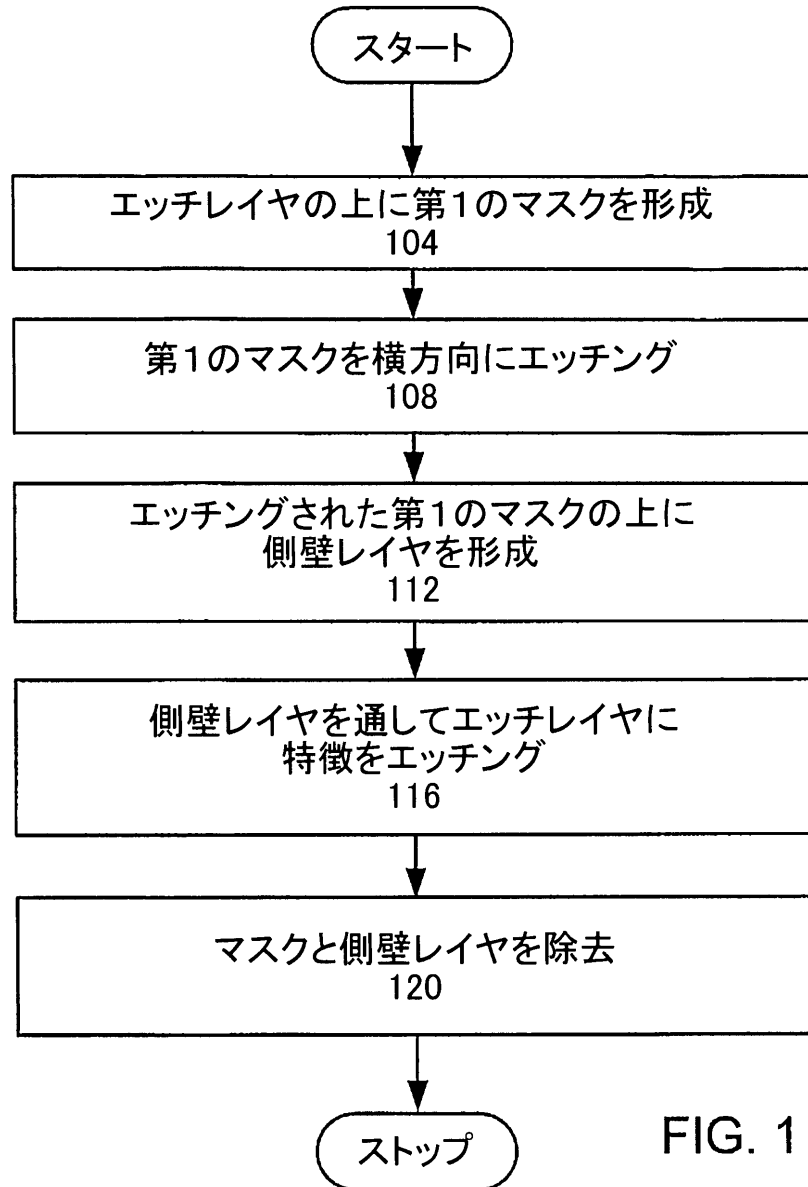 スタート
エッチレイヤの上に第1のマスクを形成
104
第1のマスクを横方向にエッチング
108
エッチングされた第1のマスクの上に
側壁レイヤを形成
112
側壁レイヤを通してエッチレイヤに
特徴をエッチング
116
マスクと側壁レイヤを除去
120
ストップ
FIG. 1